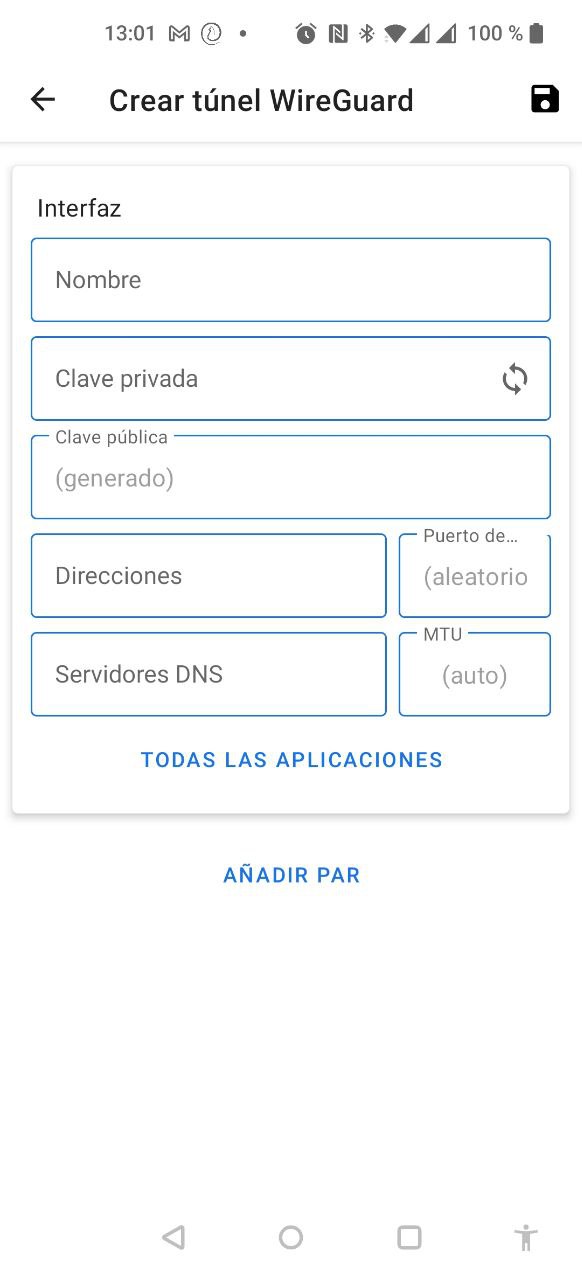 13:01 100 %
Crear túnel WireGuard
Interfaz
Nombre
Clave privada
Clave pública
(generado)
Direcciones
Puerto de...
(aleatorio
Servidores DNS
MTU
(auto)
TODAS LAS APLICACIONES
AÑADIR PAR